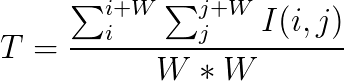 T = \frac{\sum_{i}^{i+W} \sum_{j}^{j+W} I(i,j)}{W * W}